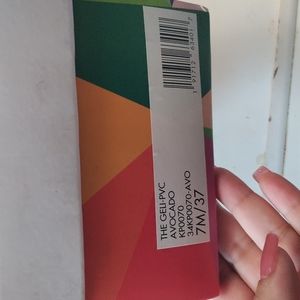 THE GELI-PVC
AVOCADO
KP0070
34KP0070-AVO
7M/37